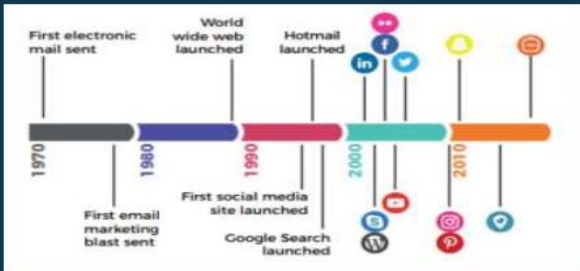 First electronic
mail sent
World
wide web
launched
Hotmail
launched
in
f
1970
1980
1990
2000
2010
First email
marketing
blast sent
First social media
site launched
Google Search
launched